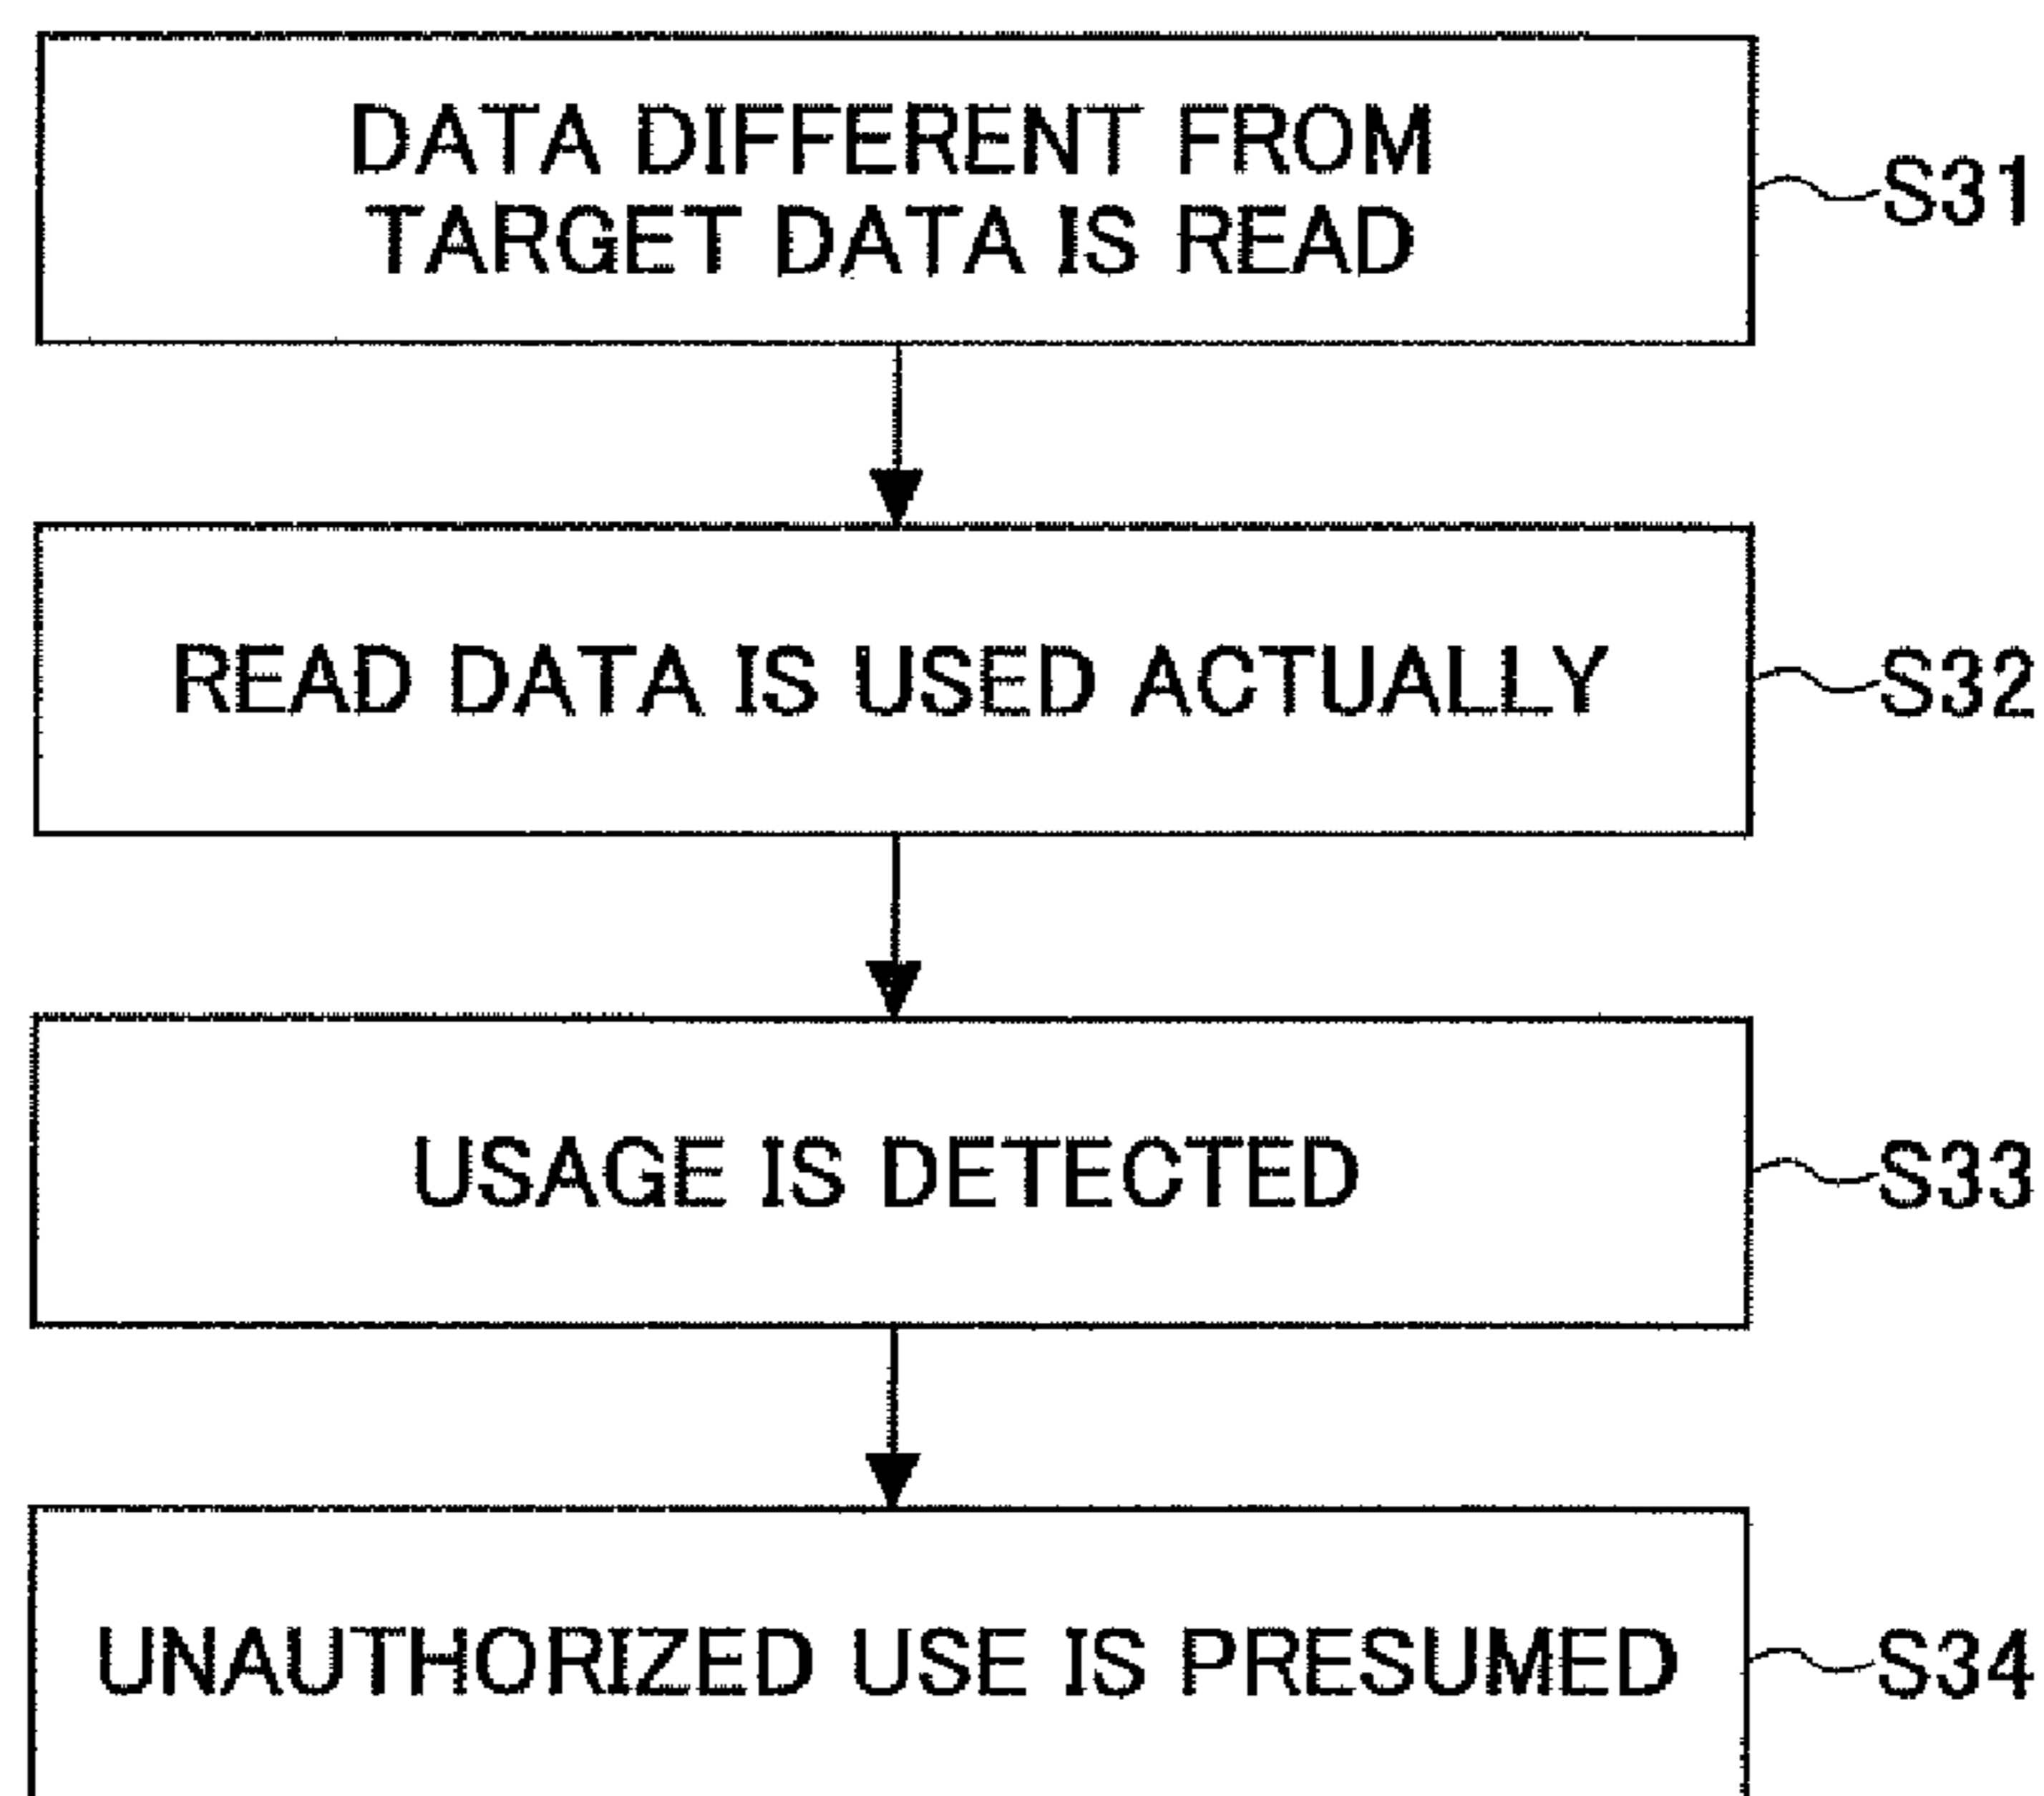 DATA DIFFERENT FROM
TARGET DATA IS READ
S31
READ DATA IS USED ACTUALLY
S32
USAGE IS DETECTED
S33
UNAUTHORIZED USE IS PRESUMED
S34